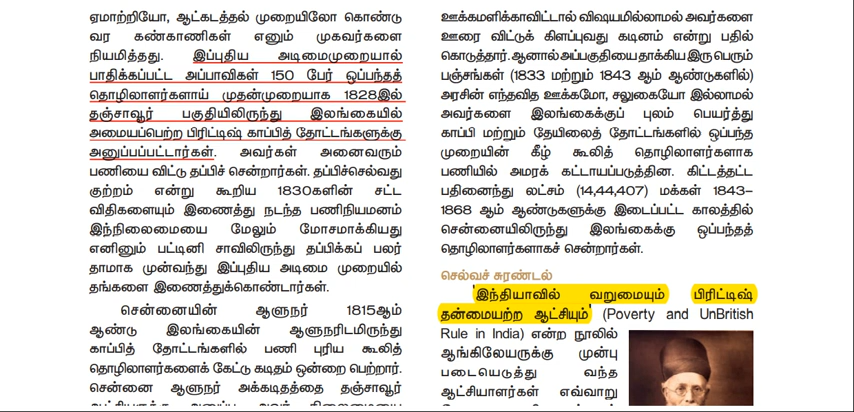 ஏமாற்றியோ, ஆட்கடத்தல் முறையிலோ கொண்டு
வர கண்காணிகள் எனும் முகவர்களை
நியமித்தது. இப்புதிய அடிமைமுறையால்
பாதிக்கப்பட்ட அப்பாவிகள் 150 பேர் ஒப்பந்தத்
தொழிலாளர்களாய் முதன்முறையாக 1828இல்
தஞ்சாவூர் பகுதியிலிருந்து இலங்கையில்
அமையப்பெற்ற பிரிட்டிஷ் காப்பித் தோட்டங்களுக்கு
அனுப்பப்பட்டார்கள். அவர்கள் அனைவரும்
பணியை விட்டு தப்பிச் சென்றார்கள். தப்பிச்செல்வது
குற்றம் என்று கூறிய 1830களின் சட்ட
விதிகளையும் இணைத்து நடந்த பணிநியமனம்
இந்நிலைமையை மேலும் மோசமாக்கியது
எனினும் பட்டினி சாவிலிருந்து தப்பிக்கப் பலர்
தாமாக முன்வந்து இப்புதிய அடிமை முறையில்
தங்களை இணைத்துக்கொண்டார்கள்.
சென்னையின் ஆளுநர் 1815ஆம்
ஆண்டு இலங்கையின் ஆளுநரிடமிருந்து
காப்பித் தோட்டங்களில் பணி புரிய கூலித்
தொழிலாளர்களைக் கேட்டு கடிதம் ஒன்றை பெற்றார்.
சென்னை ஆளுநர் அக்கடிதத்தை தஞ்சாவூர்
ஊக்கமளிக்காவிட்டால் விஷயமில்லாமல் அவர்களை
ஊரை விட்டுக் கிளப்புவது கடினம் என்று பதில்
கொடுத்தார். ஆனால் அப்பகுதியை தாக்கிய இரு பெரும்
பஞ்சங்கள் (1833 மற்றும் 1843 ஆம் ஆண்டுகளில்)
அரசின் எந்தவித ஊக்கமோ, சலுகையோ இல்லாமல்
அவர்களை இலங்கைக்குப் புலம் பெயர்த்து
காப்பி மற்றும் தேயிலைத் தோட்டங்களில் ஒப்பந்த
முறையின் கீழ் கூலித் தொழிலாளர்களாக
பணியில் அமரக் கட்டாயப்படுத்தின. கிட்டத்தட்ட
பதினைந்து லட்சம் (14,44,407) மக்கள் 1843–
1868 ஆம் ஆண்டுகளுக்கு இடைப்பட்ட காலத்தில்
சென்னையிலிருந்து இலங்கைக்கு ஒப்பந்தத்
தொழிலாளர்களாகச் சென்றார்கள்.
செல்வச் சுரண்டல்
'இந்தியாவில் வறுமையும் பிரிட்டிஷ்
தன்மையற்ற ஆட்சியும்' (Poverty and UnBritish
Rule in India) என்ற நூலில்
ஆங்கிலேயருக்கு முன்பு
படையெடுத்து வந்த
ஆட்சியாளர்கள் எவ்வாறு